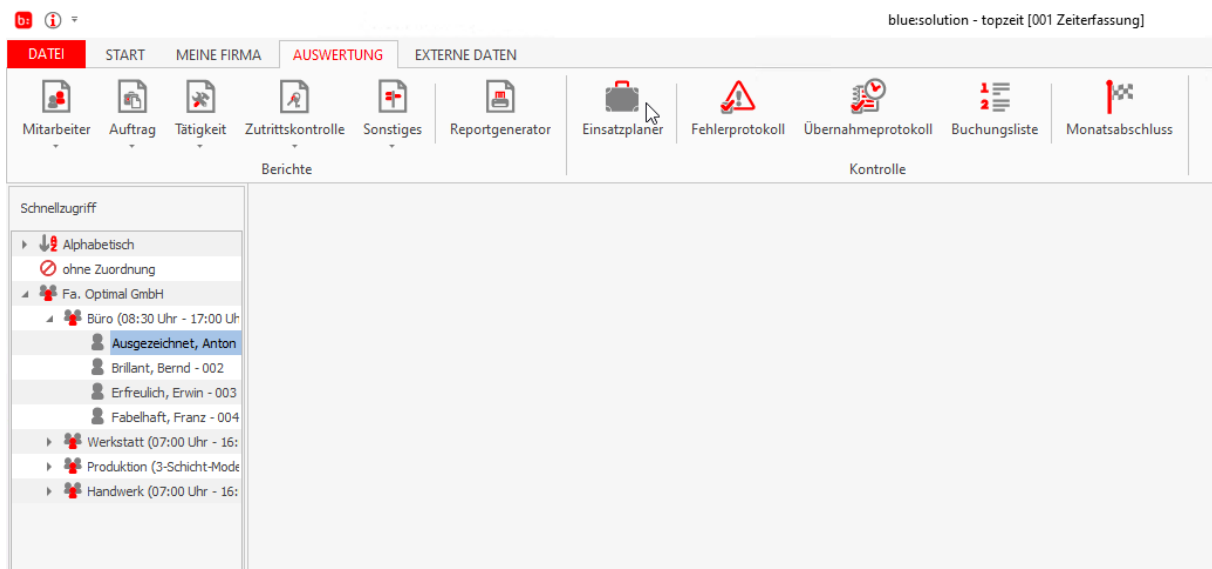 b:
blue:solution - topzeit [001 Zeiterfassung]
DATEI START MEINE FIRMA AUSWERTUNG EXTERNE DATEN
Mitarbeiter Auftrag Tätigkeit Zutrittskontrolle Sonstiges Reportgenerator Einsatzplaner Fehlerprotokoll Übernahmeprotokoll Buchungsliste Monatsabschluss
Berichte Kontrolle
Schnellzugriff
Alphabetisch
ohne Zuordnung
Fa. Optimal GmbH
Büro (08:30 Uhr - 17:00 Uh
Ausgezeichnet, Anton
Brillant, Bernd - 002
Erfreulich, Erwin - 003
Fabelhaft, Franz - 004
Werkstatt (07:00 Uhr - 16:
Produktion (3-Schicht-Mode
Handwerk (07:00 Uhr - 16: